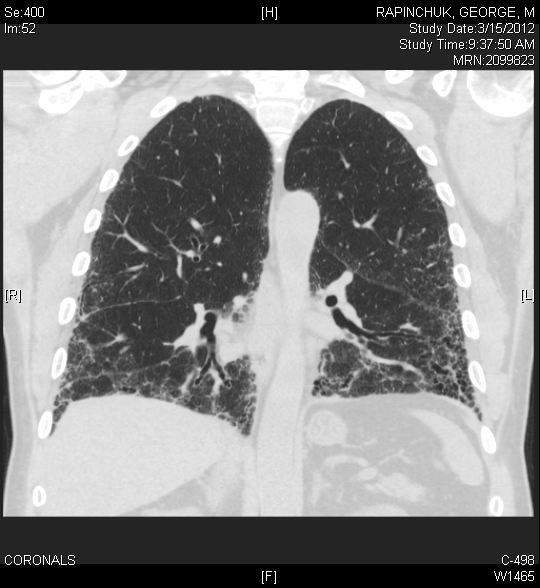 Se:400
Im:52
[H]
RAPINCHUK, GEORGE, M
Study Date:3/15/2012
Study Time:9:37:50 AM
MRN:2099823
[R]
[L]
CORONALS
[F]
C-498
W1465